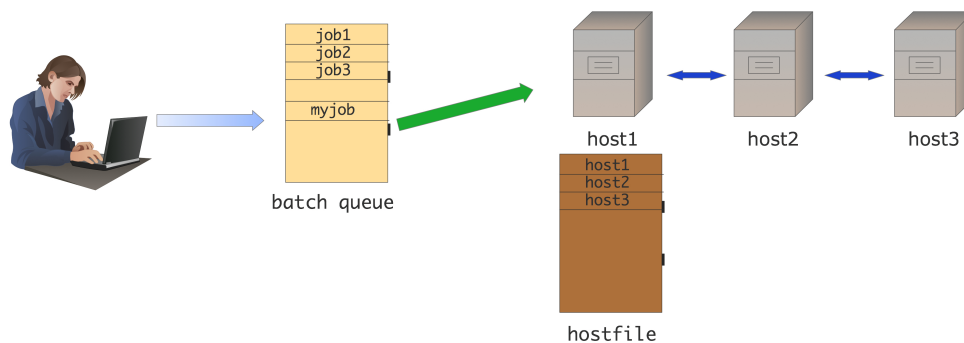 job1
job2
job3
myjob
batch queue
host1
host2
host3
host1
host2
host3
hostfile